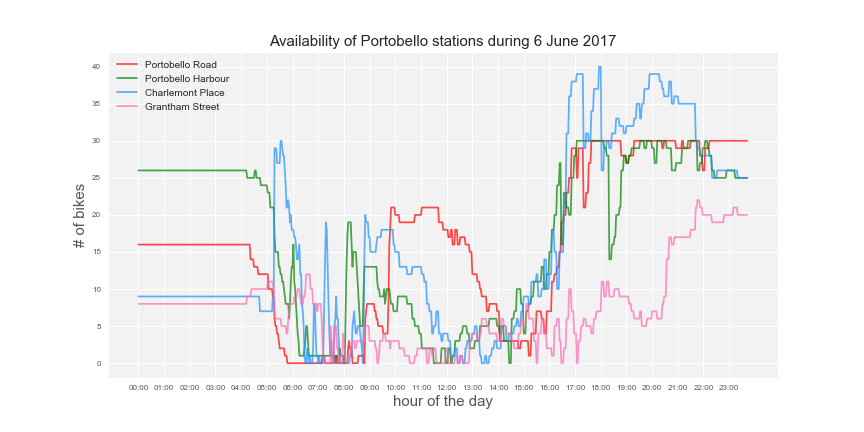 Availability of Portobello stations during 6 June 2017
Portobello Road
Portobello Harbour
Charlemont Place
Grantham Street
40
35
30
25
20
15
10
5
0
# of bikes
00:00 01:00 02:00 03:00 04:00 05:00 06:00 07:00 08:00 09:00 10:00 11:00 12:00 13:00 14:00 15:00 16:00 17:00 18:00 19:00 20:00 21:00 22:00 23:00
hour of the day